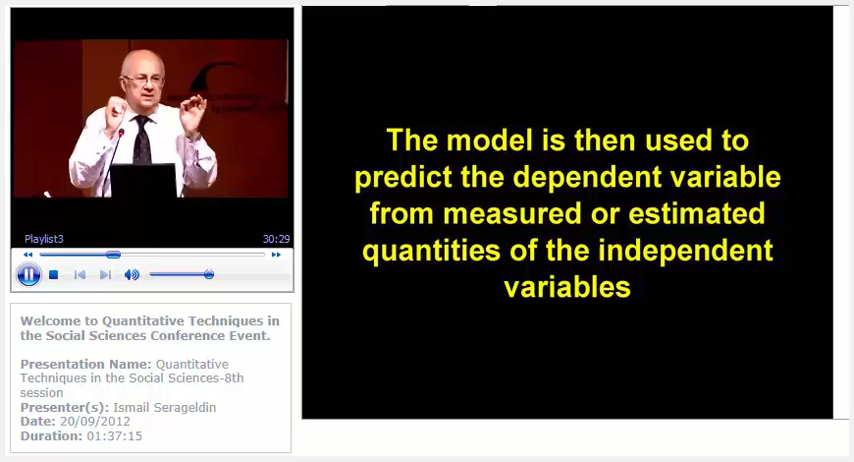 Playlist3
30:29
Welcome to Quantitative Techniques in
the Social Sciences Conference Event.
Presentation Name: Quantitative
Techniques in the Social Sciences-8th
session
Presenter(s): Ismail Serageldin
Date: 20/09/2012
Duration: 01:37:15
The model is then used to
predict the dependent variable
from measured or estimated
quantities of the independent
variables